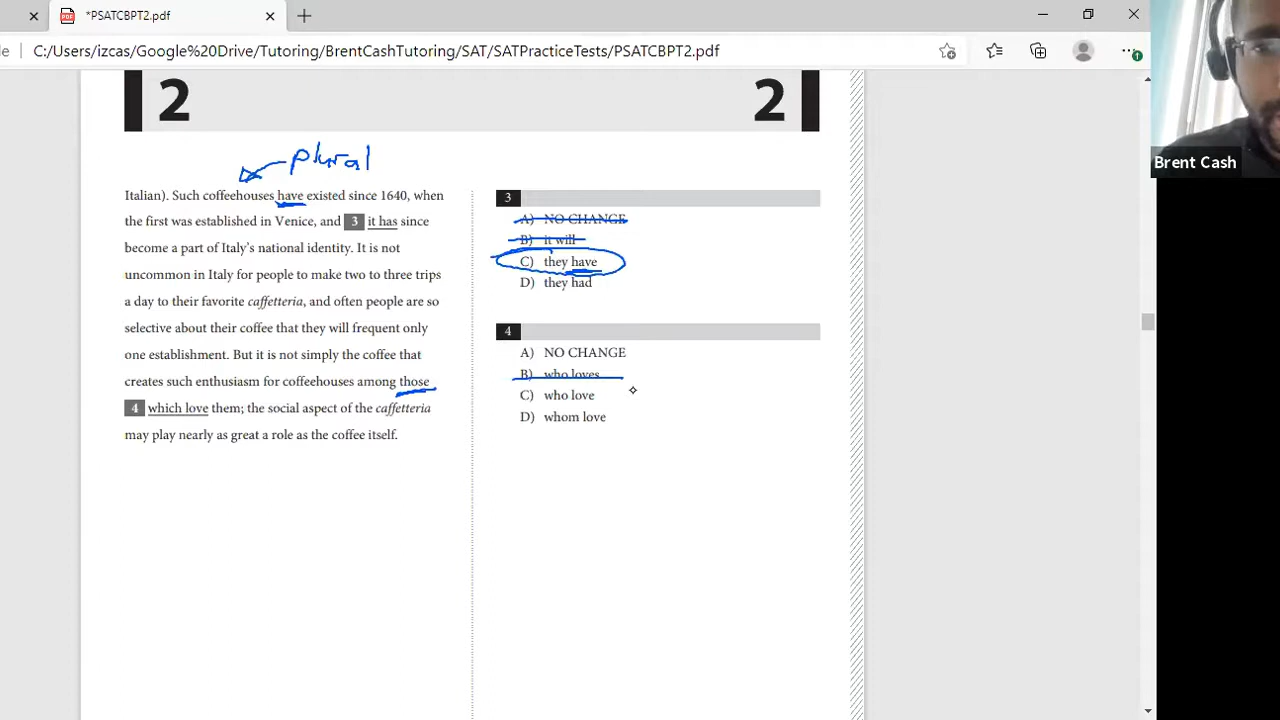 *PSATCBPT2.pdf
C:/Users/izcas/Google%20Drive/Tutoring/BrentCashTutoring/SAT/SATPracticeTests/PSATCBPT2.pdf
2
2
plural
Italian). Such coffeehouses have existed since 1640, when
the first was established in Venice, and 3 it has since
become a part of Italy's national identity. It is not
uncommon in Italy for people to make two to three trips
a day to their favorite caffetteria, and often people are so
selective about their coffee that they will frequent only
one establishment. But it is not simply the coffee that
creates such enthusiasm for coffeehouses among those
4 which love them; the social aspect of the caffetteria
may play nearly as great a role as the coffee itself.
3
A) NO CHANGE
B) it will
C) they have
D) they had
4
A) NO CHANGE
B) who loves
C) who love
D) whom love
Brent Cash